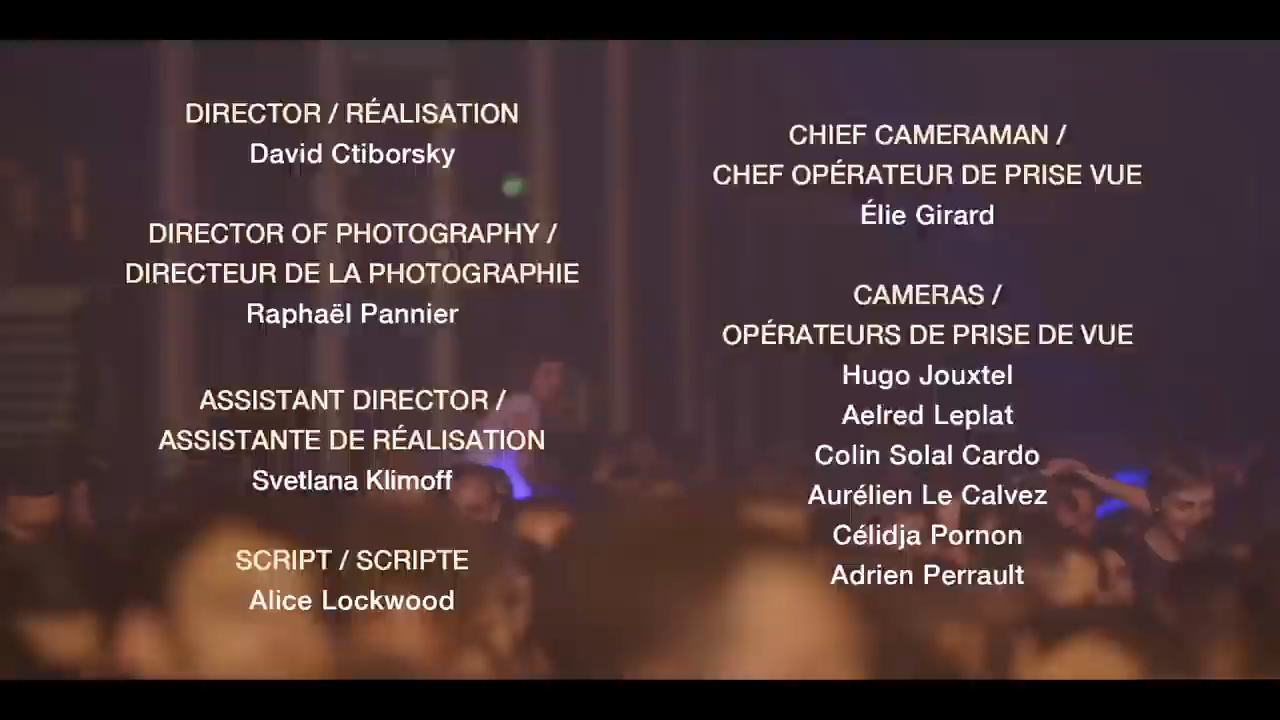 DIRECTOR / RÉALISATION
David Ctiborsky
DIRECTOR OF PHOTOGRAPHY /
DIRECTEUR DE LA PHOTOGRAPHIE
Raphaël Pannier
ASSISTANT DIRECTOR /
ASSISTANTE DE RÉALISATION
Svetlana Klimoff
SCRIPT / SCRIPTE
Alice Lockwood
CHIEF CAMERAMAN /
CHEF OPÉRATEUR DE PRISE VUE
Élie Girard
CAMERAS /
OPÉRATEURS DE PRISE DE VUE
Hugo Jouxtel
Aelred Leplat
Colin Solal Cardo
Aurélien Le Calvez
Célidja Pornon
Adrien Perrault